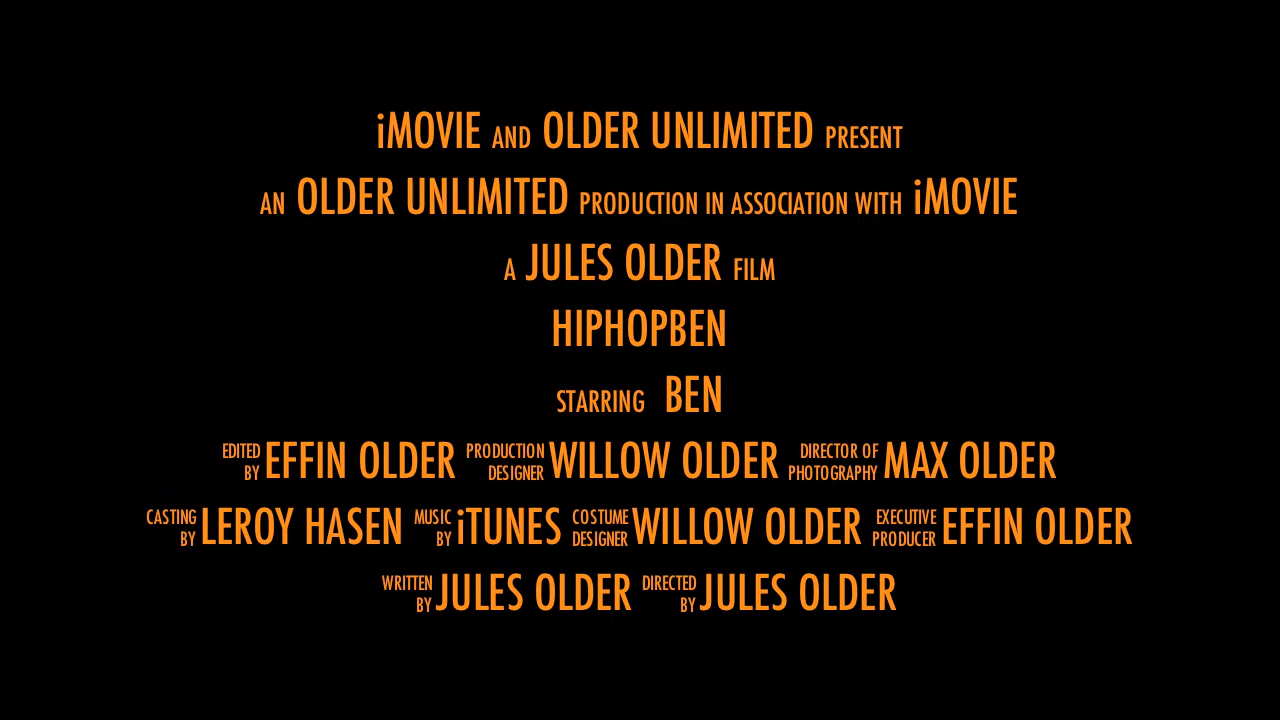 iMOVIE AND OLDER UNLIMITED PRESENT
AN OLDER UNLIMITED PRODUCTION IN ASSOCIATION WITH iMOVIE
A JULES OLDER FILM
HIPHOPBEN
STARRING BEN
EDITED BY EFFIN OLDER PRODUCTION DESIGNER WILLOW OLDER DIRECTOR OF PHOTOGRAPHY MAX OLDER
CASTING BY LEROY HASEN MUSIC BY iTUNES COSTUME DESIGNER WILLOW OLDER EXECUTIVE PRODUCER EFFIN OLDER
WRITTEN BY JULES OLDER DIRECTED BY JULES OLDER